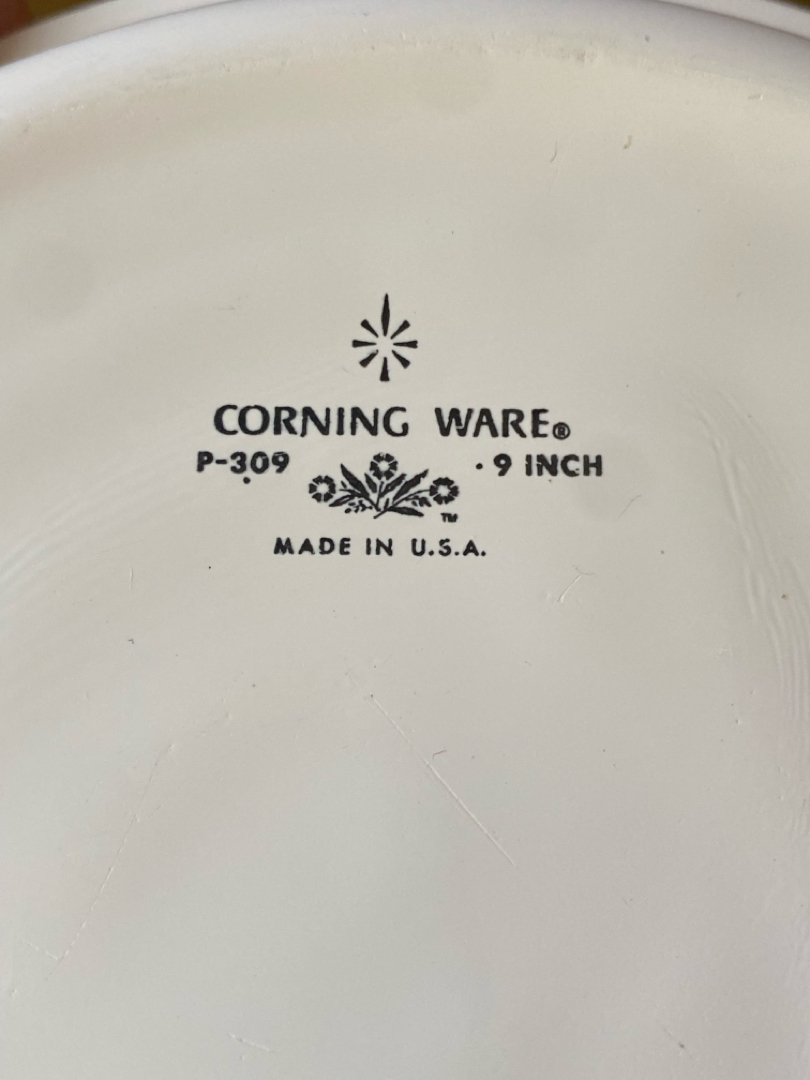 CORNING WARE®
P-309 · 9 INCH
TM
MADE IN U.S.A.